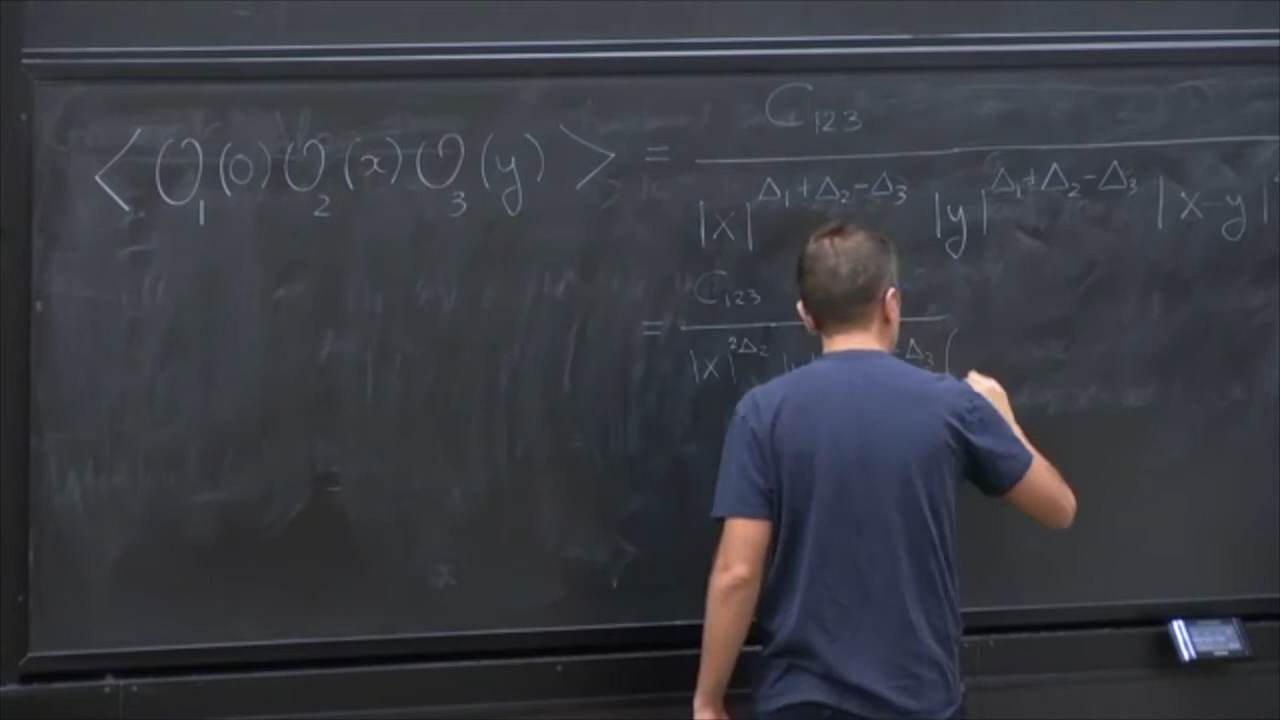 < O₁(0) O₂(x) O₃(y) > = C₁₂₃ / |x|^{Δ₁+Δ₂-Δ₃} |y|^{Δ₁+Δ₂-Δ₃} |x-y|
= C₁₂₃ / |x|^{2Δ₂} |y| -Δ₃ (